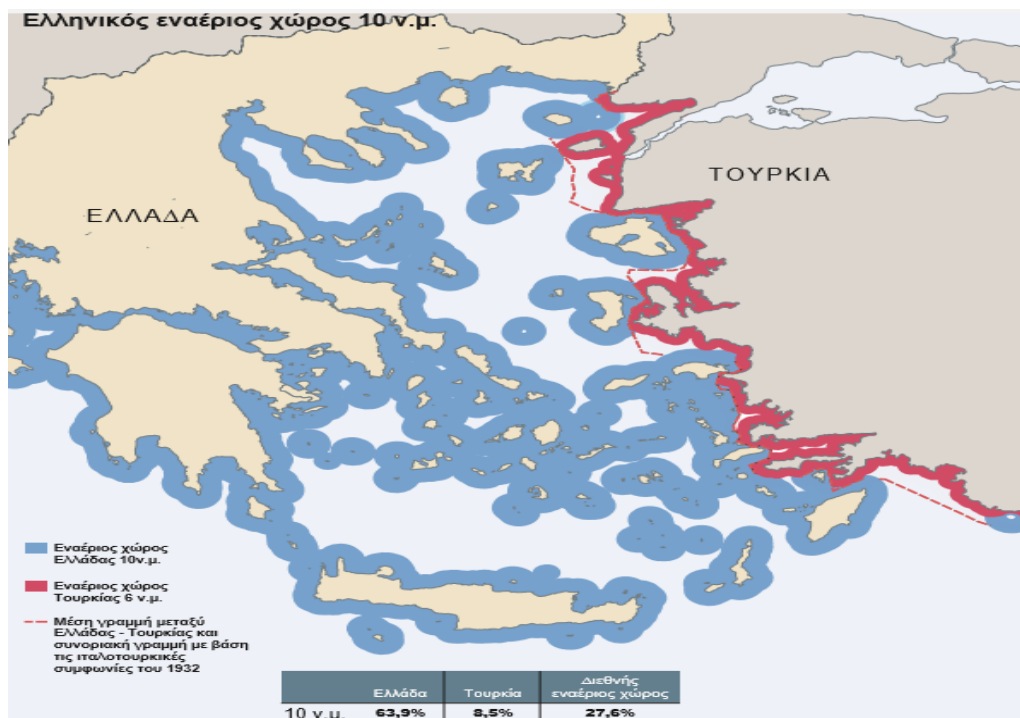 Ελληνικός εναέριος χώρος 10 ν.μ.
ΤΟΥΡΚΙΑ
ΕΛΛΑΔΑ
Εναέριος χώρος
Ελλάδας 10ν.μ.
Εναέριος χώρος
Τουρκίας 6 ν.μ.
Μέση γραμμή μεταξύ
Ελλάδας - Τουρκίας και
συνοριακή γραμμή με βάση
τις ιταλοτουρκικές
συμφωνίες του 1932
Ελλάδα Τουρκία Διεθνής
εναέριος χώρος
10 ν.μ. 63,9% 8,5% 27,6%